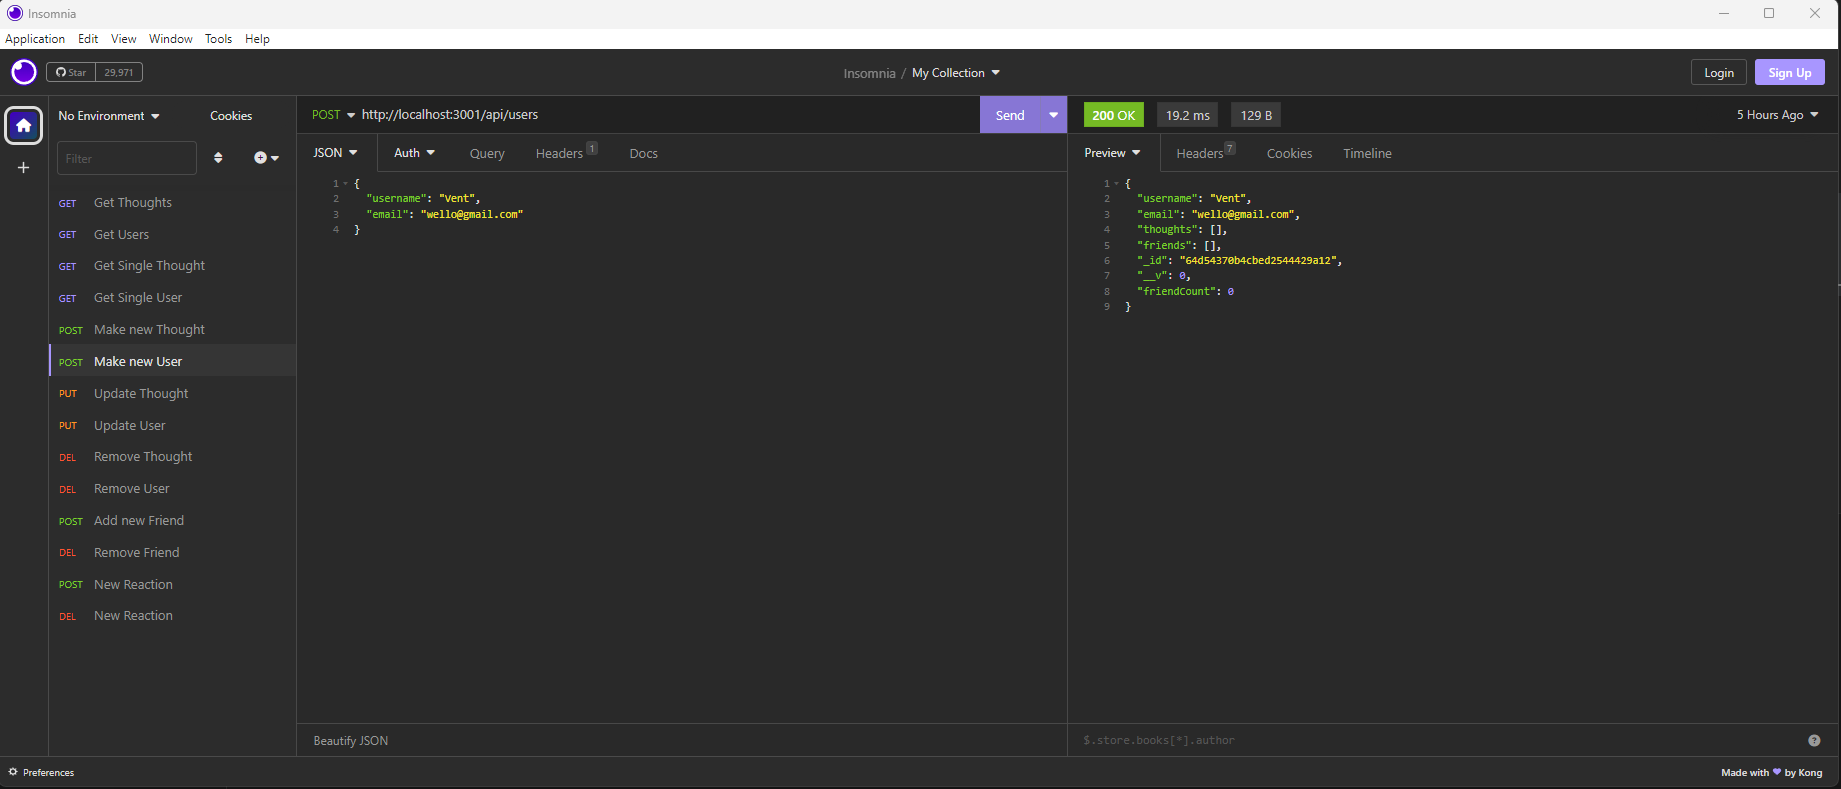 Insomnia
Application Edit View Window Tools Help
Star 29,971
Insomnia / My Collection
Login Sign Up
No Environment Cookies
Filter
GET Get Thoughts
GET Get Users
GET Get Single Thought
GET Get Single User
POST Make new Thought
POST Make new User
PUT Update Thought
PUT Update User
DEL Remove Thought
DEL Remove User
POST Add new Friend
DEL Remove Friend
POST New Reaction
DEL New Reaction
POST http://localhost:3001/api/users Send
JSON Auth Query Headers 1 Docs
1 {
2 "username": "Vent",
3 "email": "wello@gmail.com"
4 }
Beautify JSON
200 OK 19.2 ms 129 B 5 Hours Ago
Preview Headers 7 Cookies Timeline
1 {
2 "username": "Vent",
3 "email": "wello@gmail.com",
4 "thoughts": [],
5 "friends": [],
6 "_id": "64d54370b4cbed2544429a12",
7 "__v": 0,
8 "friendCount": 0
9 }
$.store.books[*].author ?
Preferences
Made with ♥ by Kong